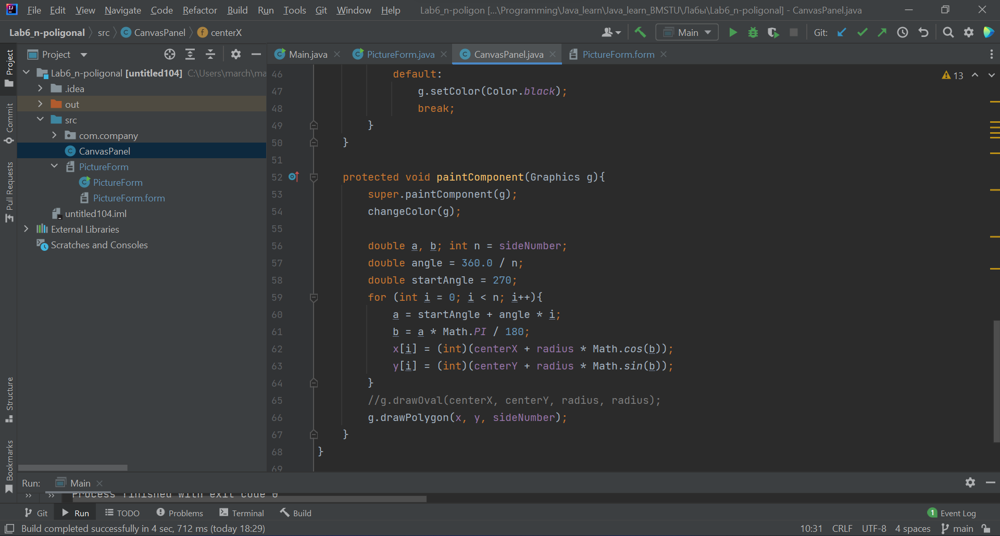 File Edit View Navigate Code Refactor Build Run Tools Git Window Help Lab6_n-poligon [...\Programming\Java_learn\Java_learn_BMSTU\Лабы\Lab6_n-poligonal] - CanvasPanel.java
Lab6_n-poligonal src CanvasPanel centerX Main Git:
Project
Main.java PictureForm.java CanvasPanel.java PictureForm.form
Lab6_n-poligonal [untitled104] C:\Users\march\ma
.idea
out
src
com.company
CanvasPanel
PictureForm
PictureForm
PictureForm.form
untitled104.iml
External Libraries
Scratches and Consoles
Project
Commit
Pull Requests
Structure
Bookmarks
13
46 default:
47 g.setColor(Color.black);
48 break;
49 }
50 }
51
52 protected void paintComponent(Graphics g){
53 super.paintComponent(g);
54 changeColor(g);
55
56 double a, b; int n = sideNumber;
57 double angle = 360.0 / n;
58 double startAngle = 270;
59 for (int i = 0; i < n; i++){
60 a = startAngle + angle * i;
61 b = a * Math.PI / 180;
62 x[i] = (int)(centerX + radius * Math.cos(b));
63 y[i] = (int)(centerY + radius * Math.sin(b));
64 }
65 //g.drawOval(centerX, centerY, radius, radius);
66 g.drawPolygon(x, y, sideNumber);
67 }
68 }
69
Run: Main
Process finished with exit code 0
Git Run TODO Problems Terminal Build 1 Event Log
Build completed successfully in 4 sec, 712 ms (today 18:29) 10:31 CRLF UTF-8 4 spaces main